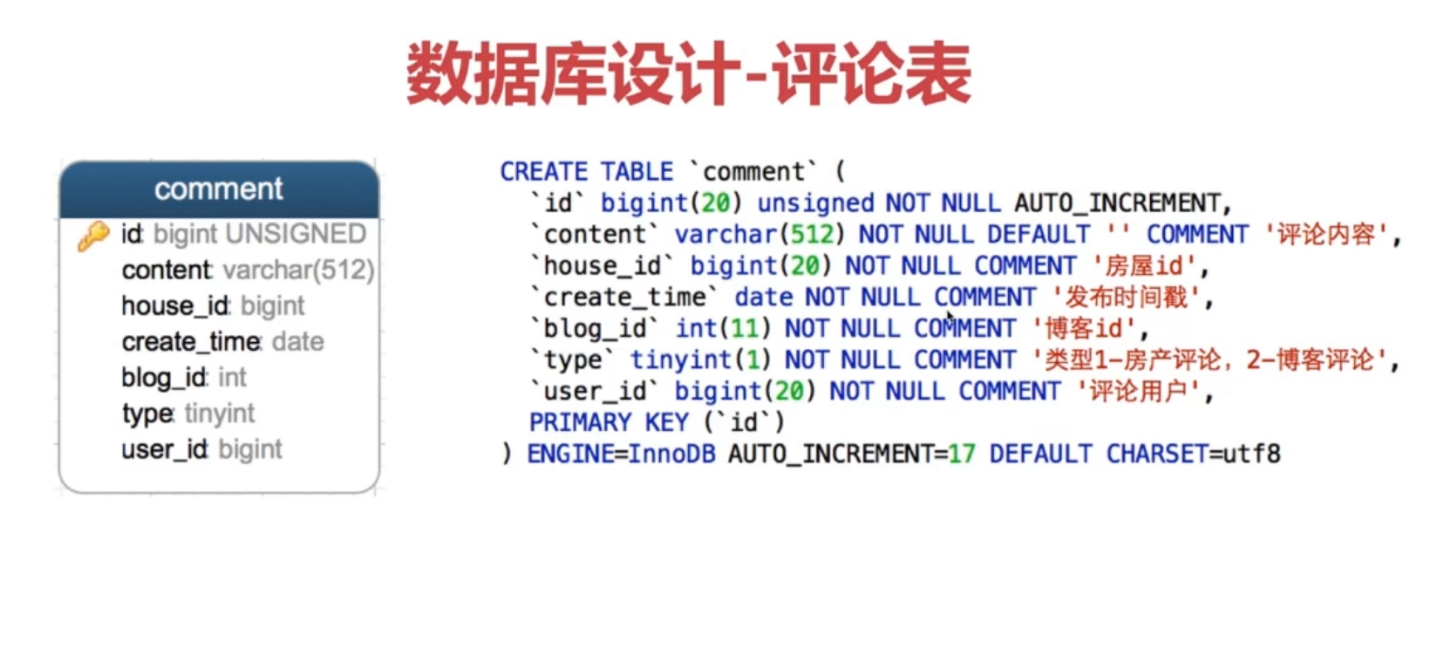 数据库设计-评论表
comment
id: bigint UNSIGNED
content: varchar(512)
house_id: bigint
create_time: date
blog_id: int
type: tinyint
user_id: bigint
CREATE TABLE `comment` (
`id` bigint(20) unsigned NOT NULL AUTO_INCREMENT,
`content` varchar(512) NOT NULL DEFAULT '' COMMENT '评论内容',
`house_id` bigint(20) NOT NULL COMMENT '房屋id',
`create_time` date NOT NULL COMMENT '发布时间戳',
`blog_id` int(11) NOT NULL COMMENT '博客id',
`type` tinyint(1) NOT NULL COMMENT '类型1-房产评论，2-博客评论',
`user_id` bigint(20) NOT NULL COMMENT '评论用户',
PRIMARY KEY (`id`)
) ENGINE=InnoDB AUTO_INCREMENT=17 DEFAULT CHARSET=utf8